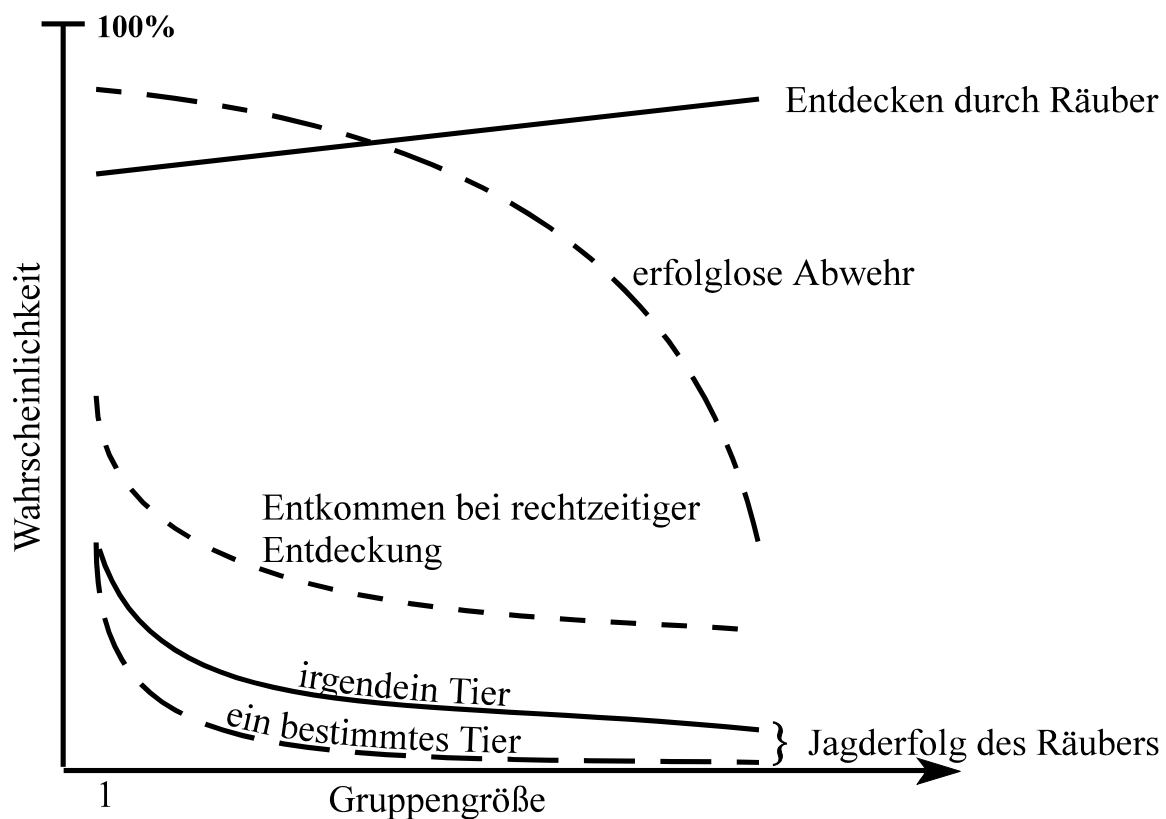 100%
Entdecken durch Räuber
erfolglose Abwehr
Wahrscheinlichkeit
Entkommen bei rechtzeitiger
Entdeckung
irgendein Tier
ein bestimmtes Tier
} Jagderfolg des Räubers
1
Gruppengröße